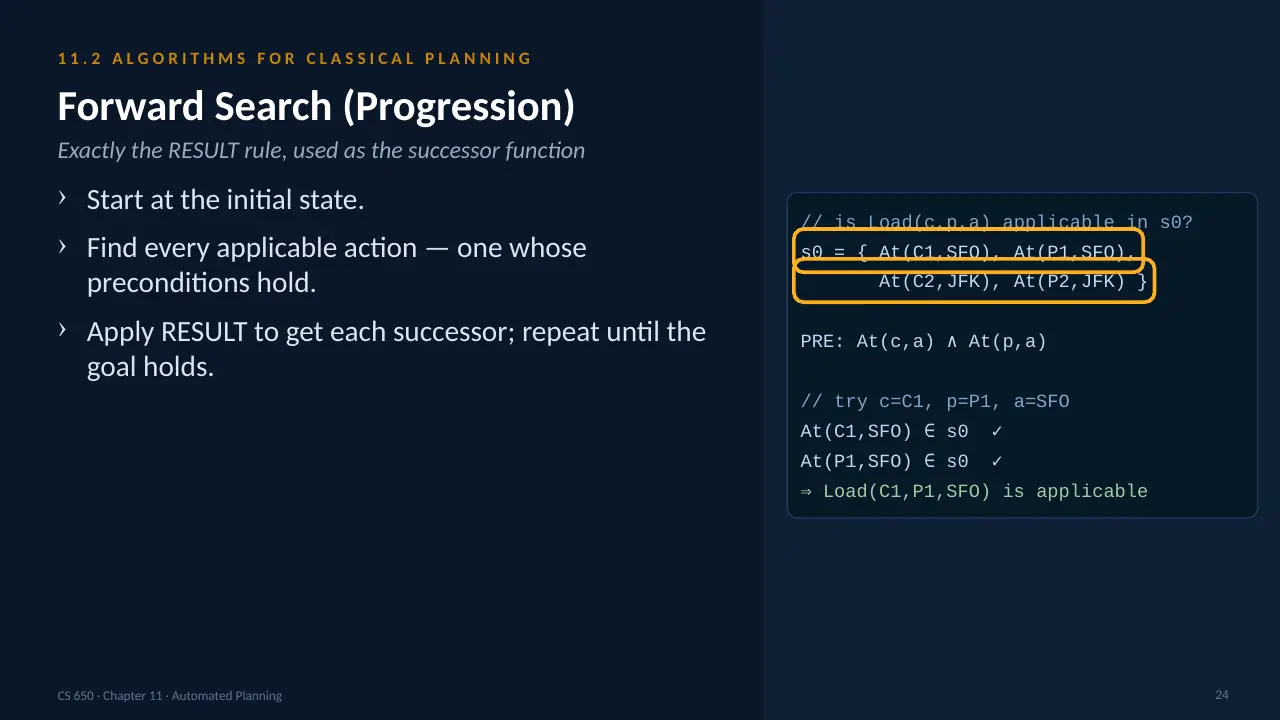 11.2 ALGORITHMS FOR CLASSICAL PLANNING
Forward Search (Progression)
Exactly the RESULT rule, used as the successor function
› Start at the initial state.
› Find every applicable action — one whose
preconditions hold.
› Apply RESULT to get each successor; repeat until the
goal holds.
// is Load(c,p,a) applicable in s0?
s0 = { At(C1,SFO), At(P1,SFO),
At(C2,JFK), At(P2,JFK) }
PRE: At(c,a) ∧ At(p,a)
// try c=C1, p=P1, a=SFO
At(C1,SFO) ∈ s0 ✓
At(P1,SFO) ∈ s0 ✓
⇒ Load(C1,P1,SFO) is applicable
CS 650 · Chapter 11 · Automated Planning
24